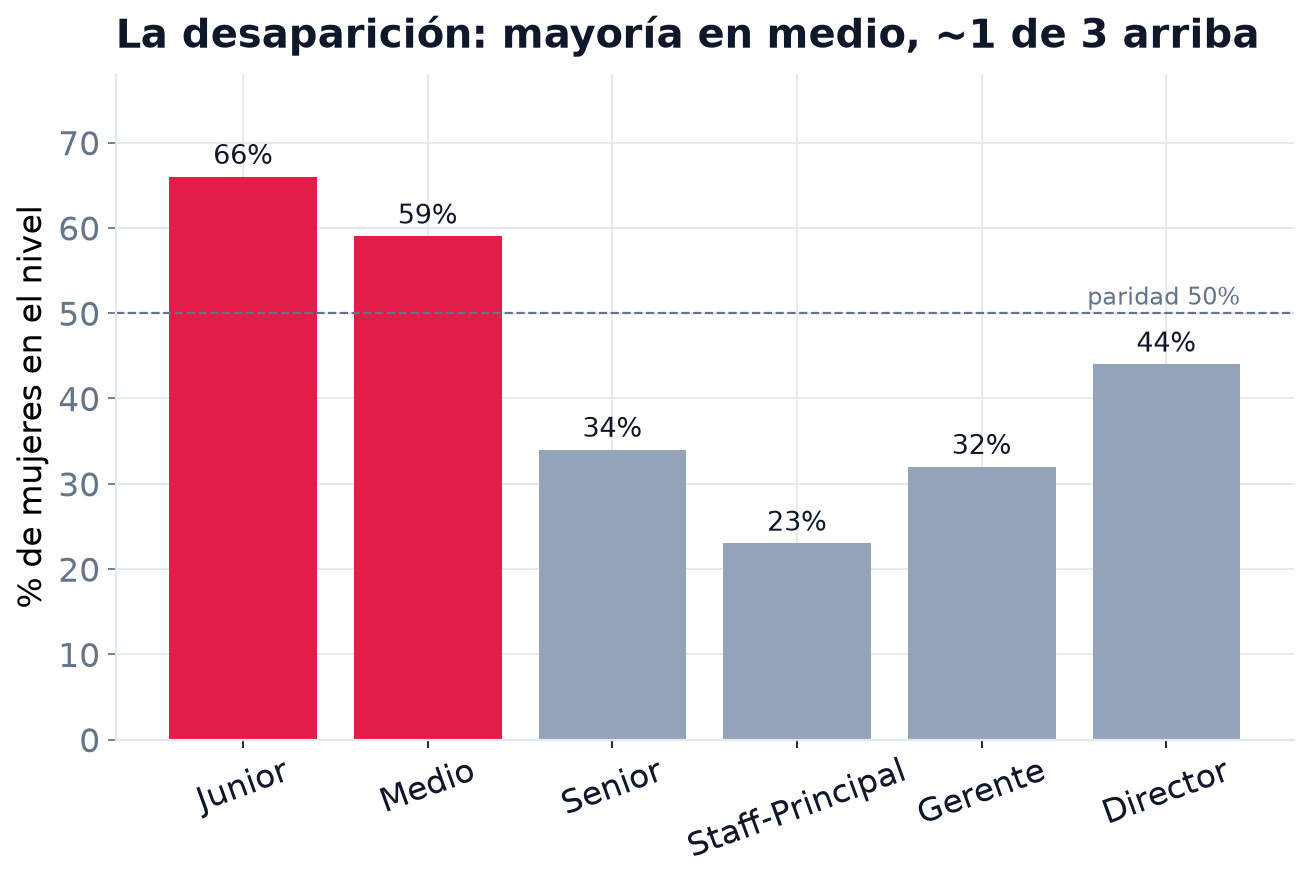 La desaparición: mayoría en medio, ~1 de 3 arriba
% de mujeres en el nivel
70
60
50
40
30
20
10
0
66%
59%
34%
23%
32%
44%
paridad 50%
Junior
Medio
Senior
Staff-Principal
Gerente
Director